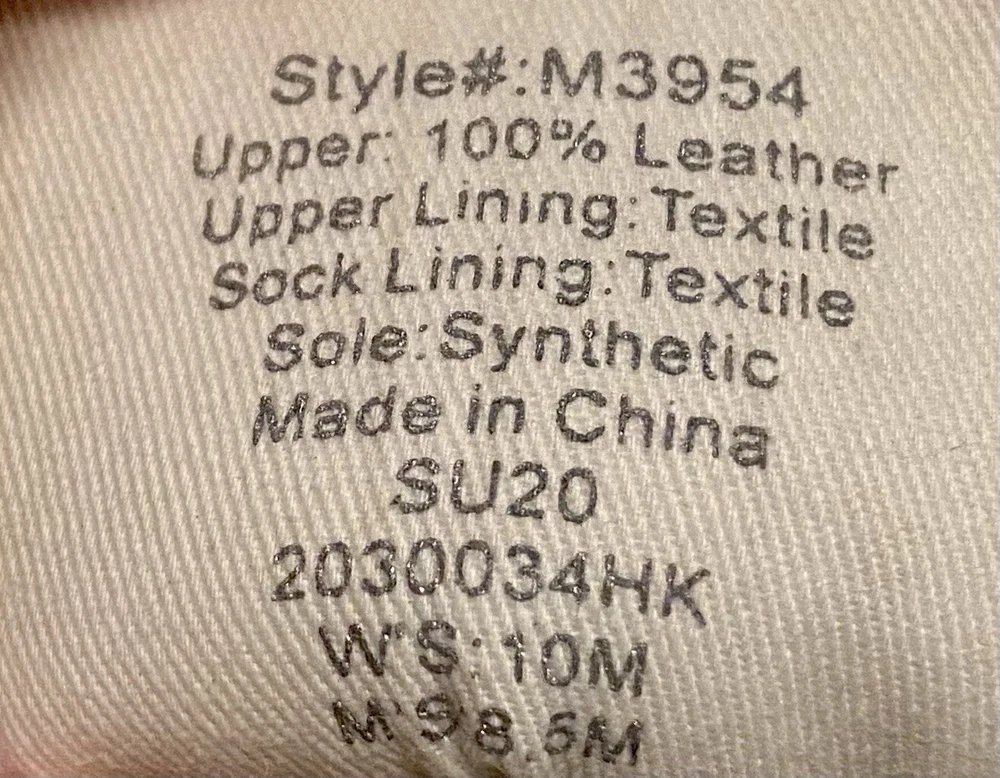 Style#:M3954
Upper: 100% Leather
Upper Lining: Textile
Sock Lining: Textile
Sole:Synthetic
Made in China
SU20
2030034HK
W'S: 10M
M'S 8.5M